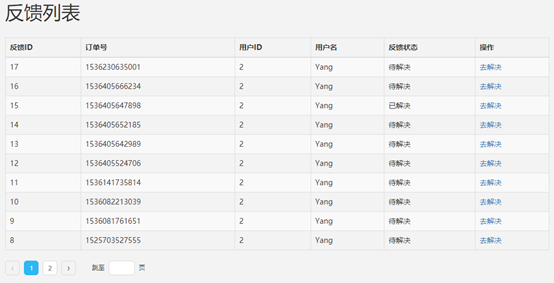 反馈列表
反馈ID 订单号 用户ID 用户名 反馈状态 操作
17 1536230635001 2 Yang 待解决 去解决
16 1536405666234 2 Yang 待解决 去解决
15 1536405647898 2 Yang 已解决 去解决
14 1536405652185 2 Yang 待解决 去解决
13 1536405642989 2 Yang 待解决 去解决
12 1536405524706 2 Yang 待解决 去解决
11 1536141735814 2 Yang 待解决 去解决
10 1536082213039 2 Yang 待解决 去解决
9 1536081761651 2 Yang 待解决 去解决
8 1525703527555 2 Yang 待解决 去解决
‹ 1 2 › 跳至 页